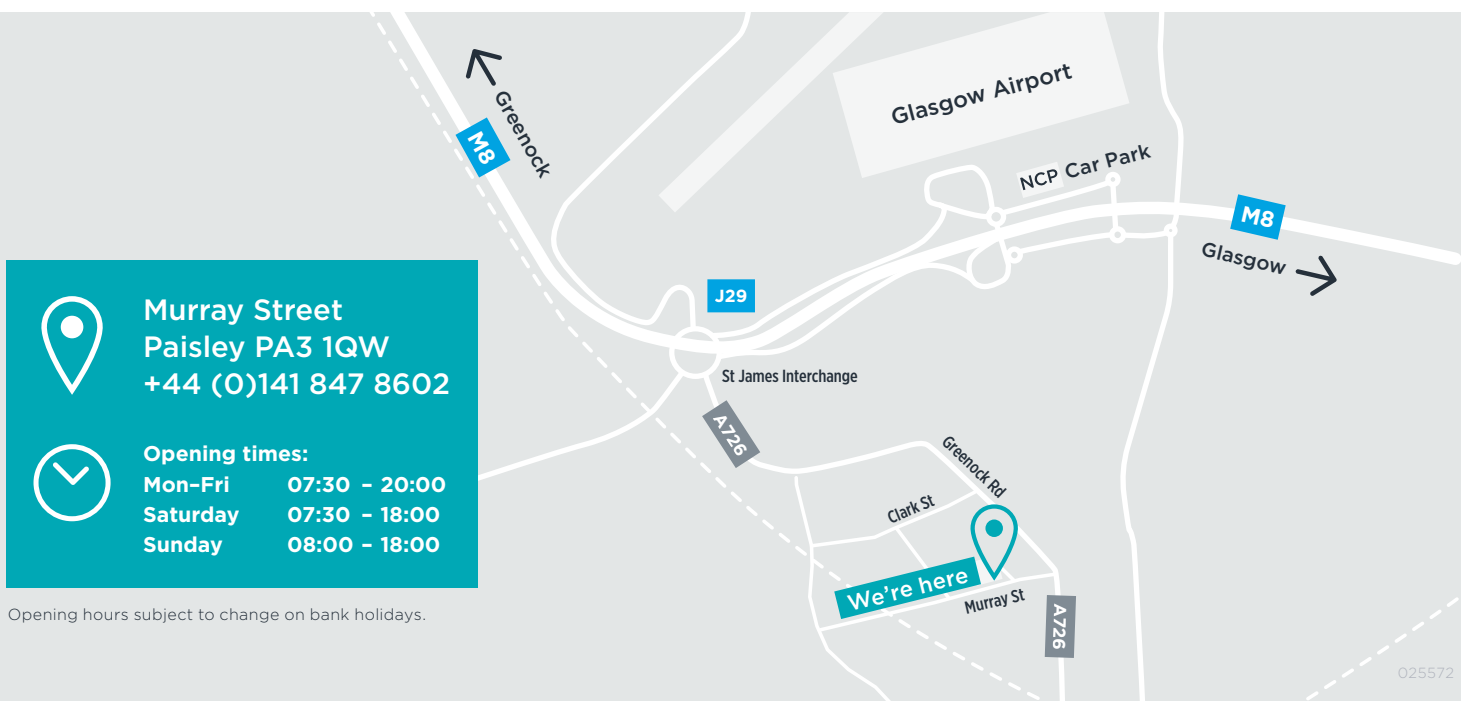 Greenock
M8
Glasgow Airport
NCP Car Park
M8
Glasgow
J29
St James Interchange
A726
Greenock Rd
Clark St
We're here
Murray St
A726
Murray Street
Paisley PA3 1QW
+44 (0)141 847 8602
Opening times:
Mon–Fri 07:30 – 20:00
Saturday 07:30 – 18:00
Sunday 08:00 – 18:00
Opening hours subject to change on bank holidays.
025572